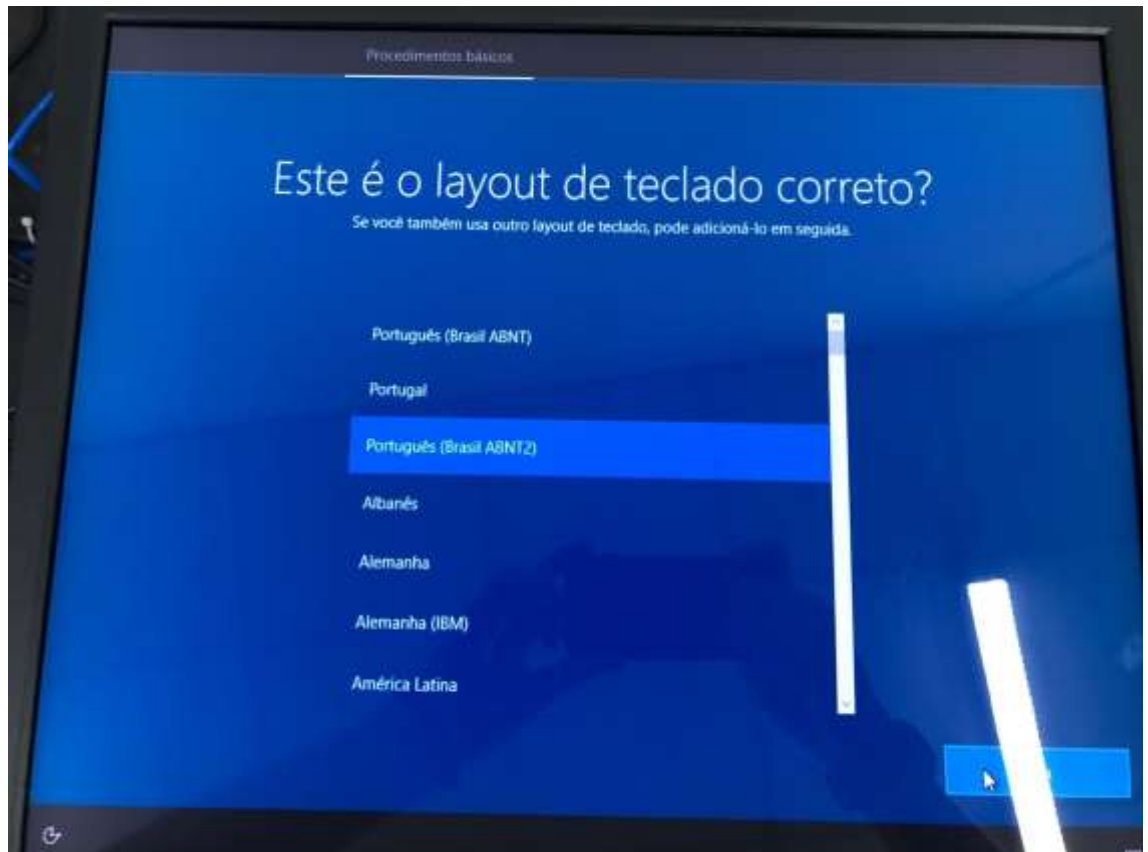 Procedimentos básicos
Este é o layout de teclado correto?
Se você também usa outro layout de teclado, pode adicioná-lo em seguida.
Português (Brasil ABNT)
Portugal
Português (Brasil ABNT2)
Albanês
Alemanha
Alemanha (IBM)
América Latina